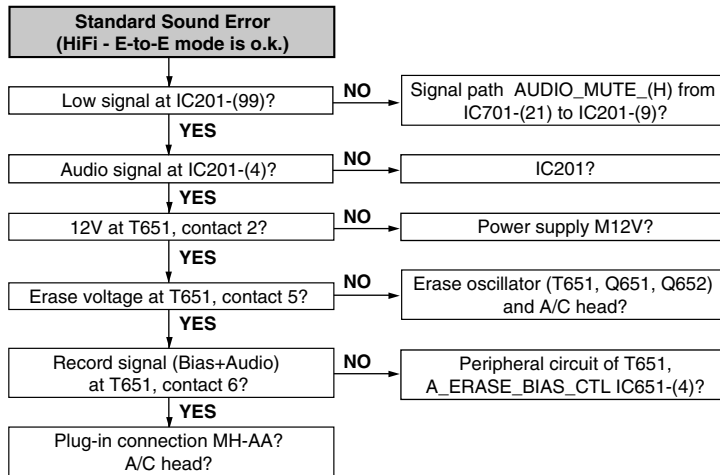 Standard Sound Error
(HiFi - E-to-E mode is o.k.)
Low signal at IC201-(99)?
NO
Signal path AUDIO_MUTE_(H) from
IC701-(21) to IC201-(9)?
YES
Audio signal at IC201-(4)?
NO
IC201?
YES
12V at T651, contact 2?
NO
Power supply M12V?
YES
Erase voltage at T651, contact 5?
NO
Erase oscillator (T651, Q651, Q652)
and A/C head?
YES
Record signal (Bias+Audio)
at T651, contact 6?
NO
Peripheral circuit of T651,
A_ERASE_BIAS_CTL IC651-(4)?
YES
Plug-in connection MH-AA?
A/C head?